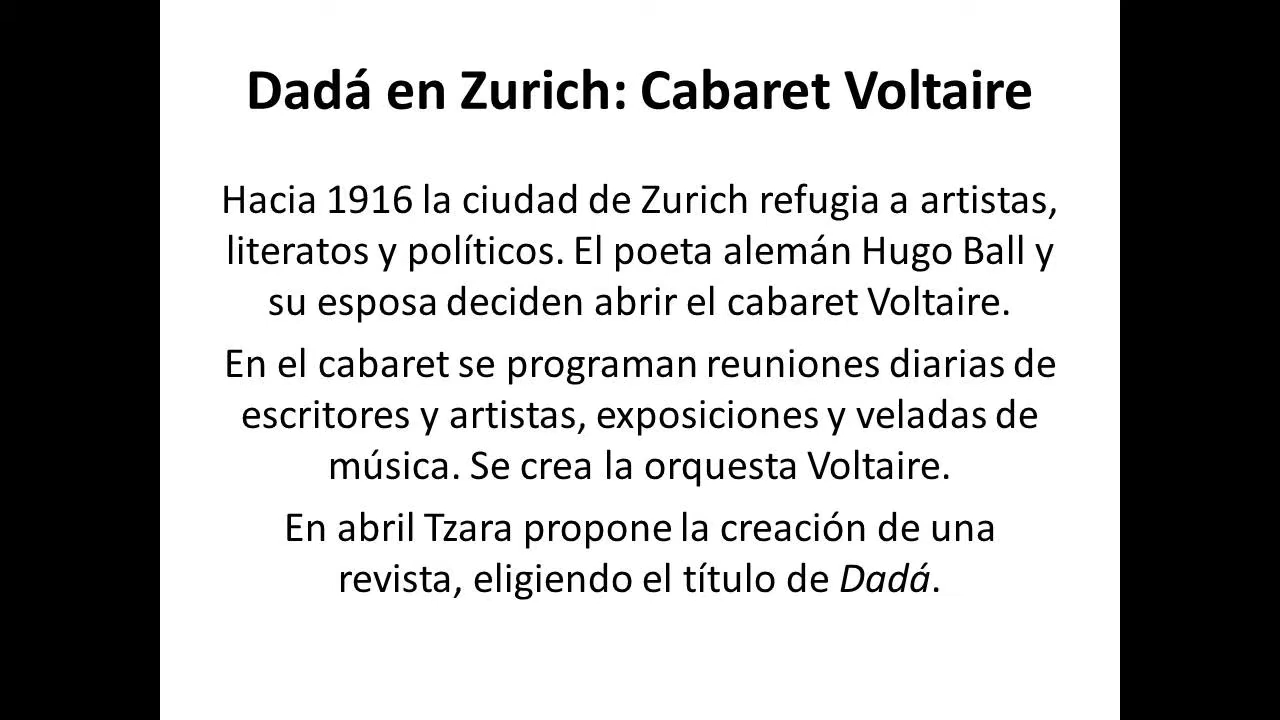 Dadá en Zurich: Cabaret Voltaire
Hacia 1916 la ciudad de Zurich refugia a artistas,
literatos y políticos. El poeta alemán Hugo Ball y
su esposa deciden abrir el cabaret Voltaire.
En el cabaret se programan reuniones diarias de
escritores y artistas, exposiciones y veladas de
música. Se crea la orquesta Voltaire.
En abril Tzara propone la creación de una
revista, eligiendo el título de Dadá.